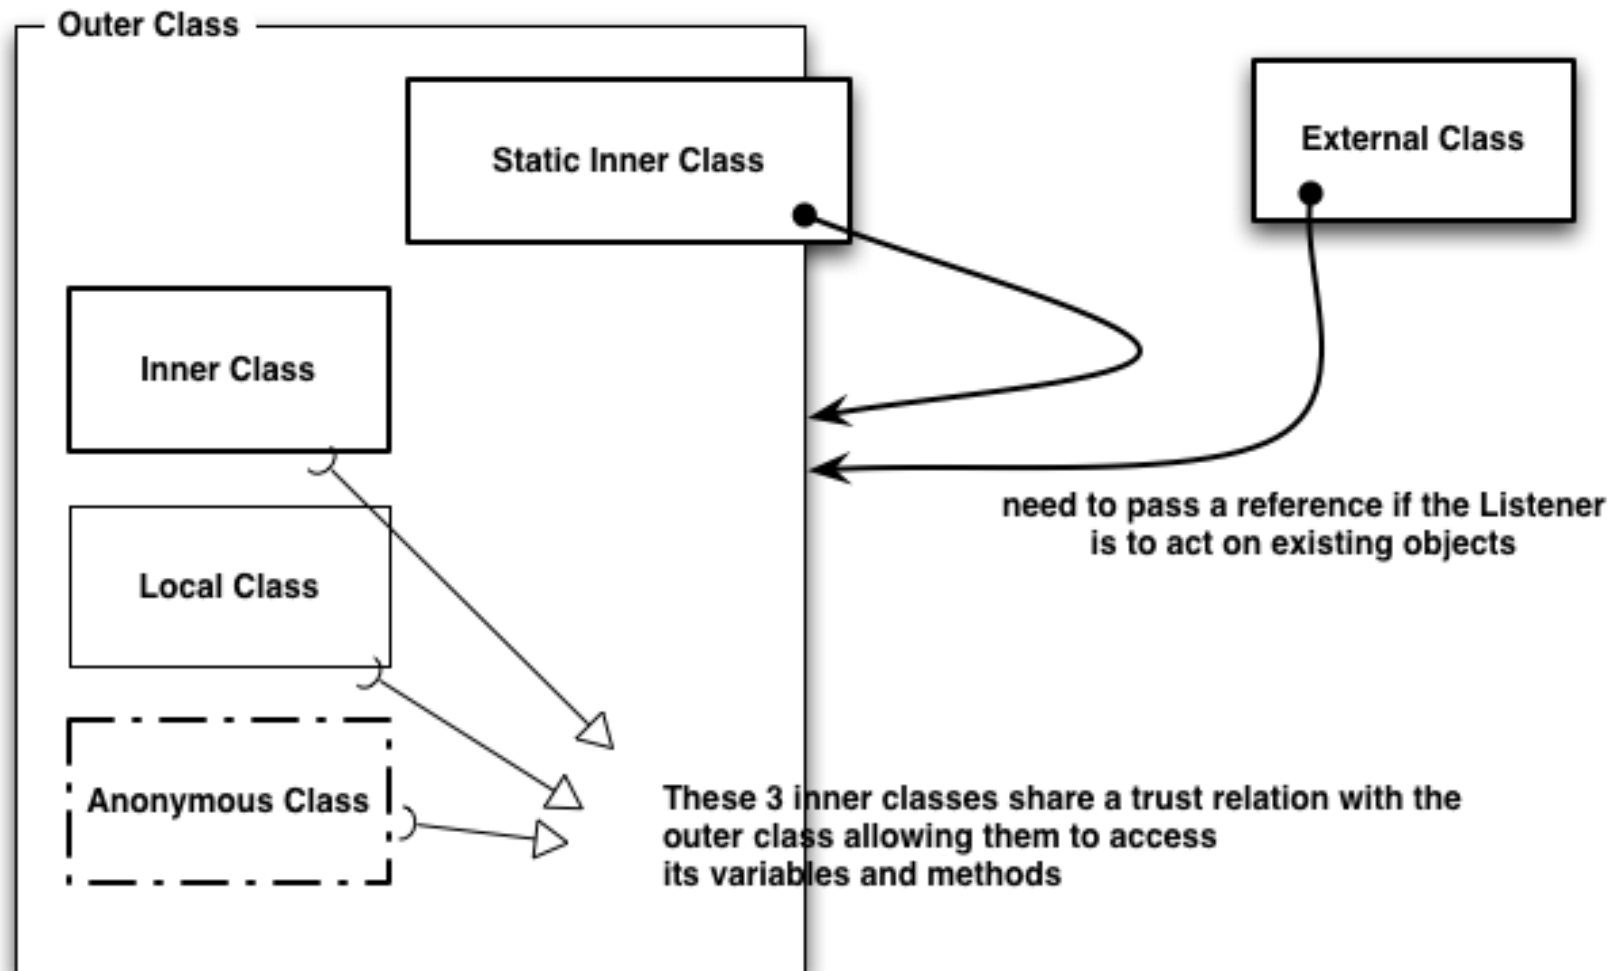 Outer Class
Static Inner Class
External Class
Inner Class
need to pass a reference if the Listener
is to act on existing objects
Local Class
Anonymous Class
These 3 inner classes share a trust relation with the
outer class allowing them to access
its variables and methods